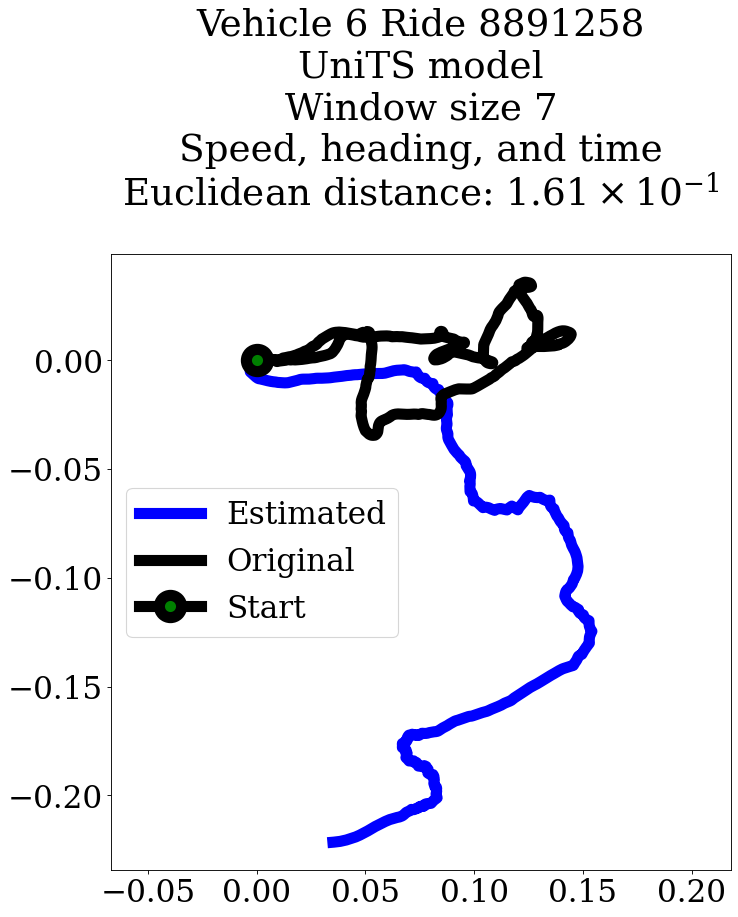 Vehicle 6 Ride 8891258
UniTS model
Window size 7
Speed, heading, and time
Euclidean distance: 1.61 × 10⁻¹
0.00
−0.05
−0.10
−0.15
−0.20
Estimated
Original
Start
−0.05 0.00 0.05 0.10 0.15 0.20